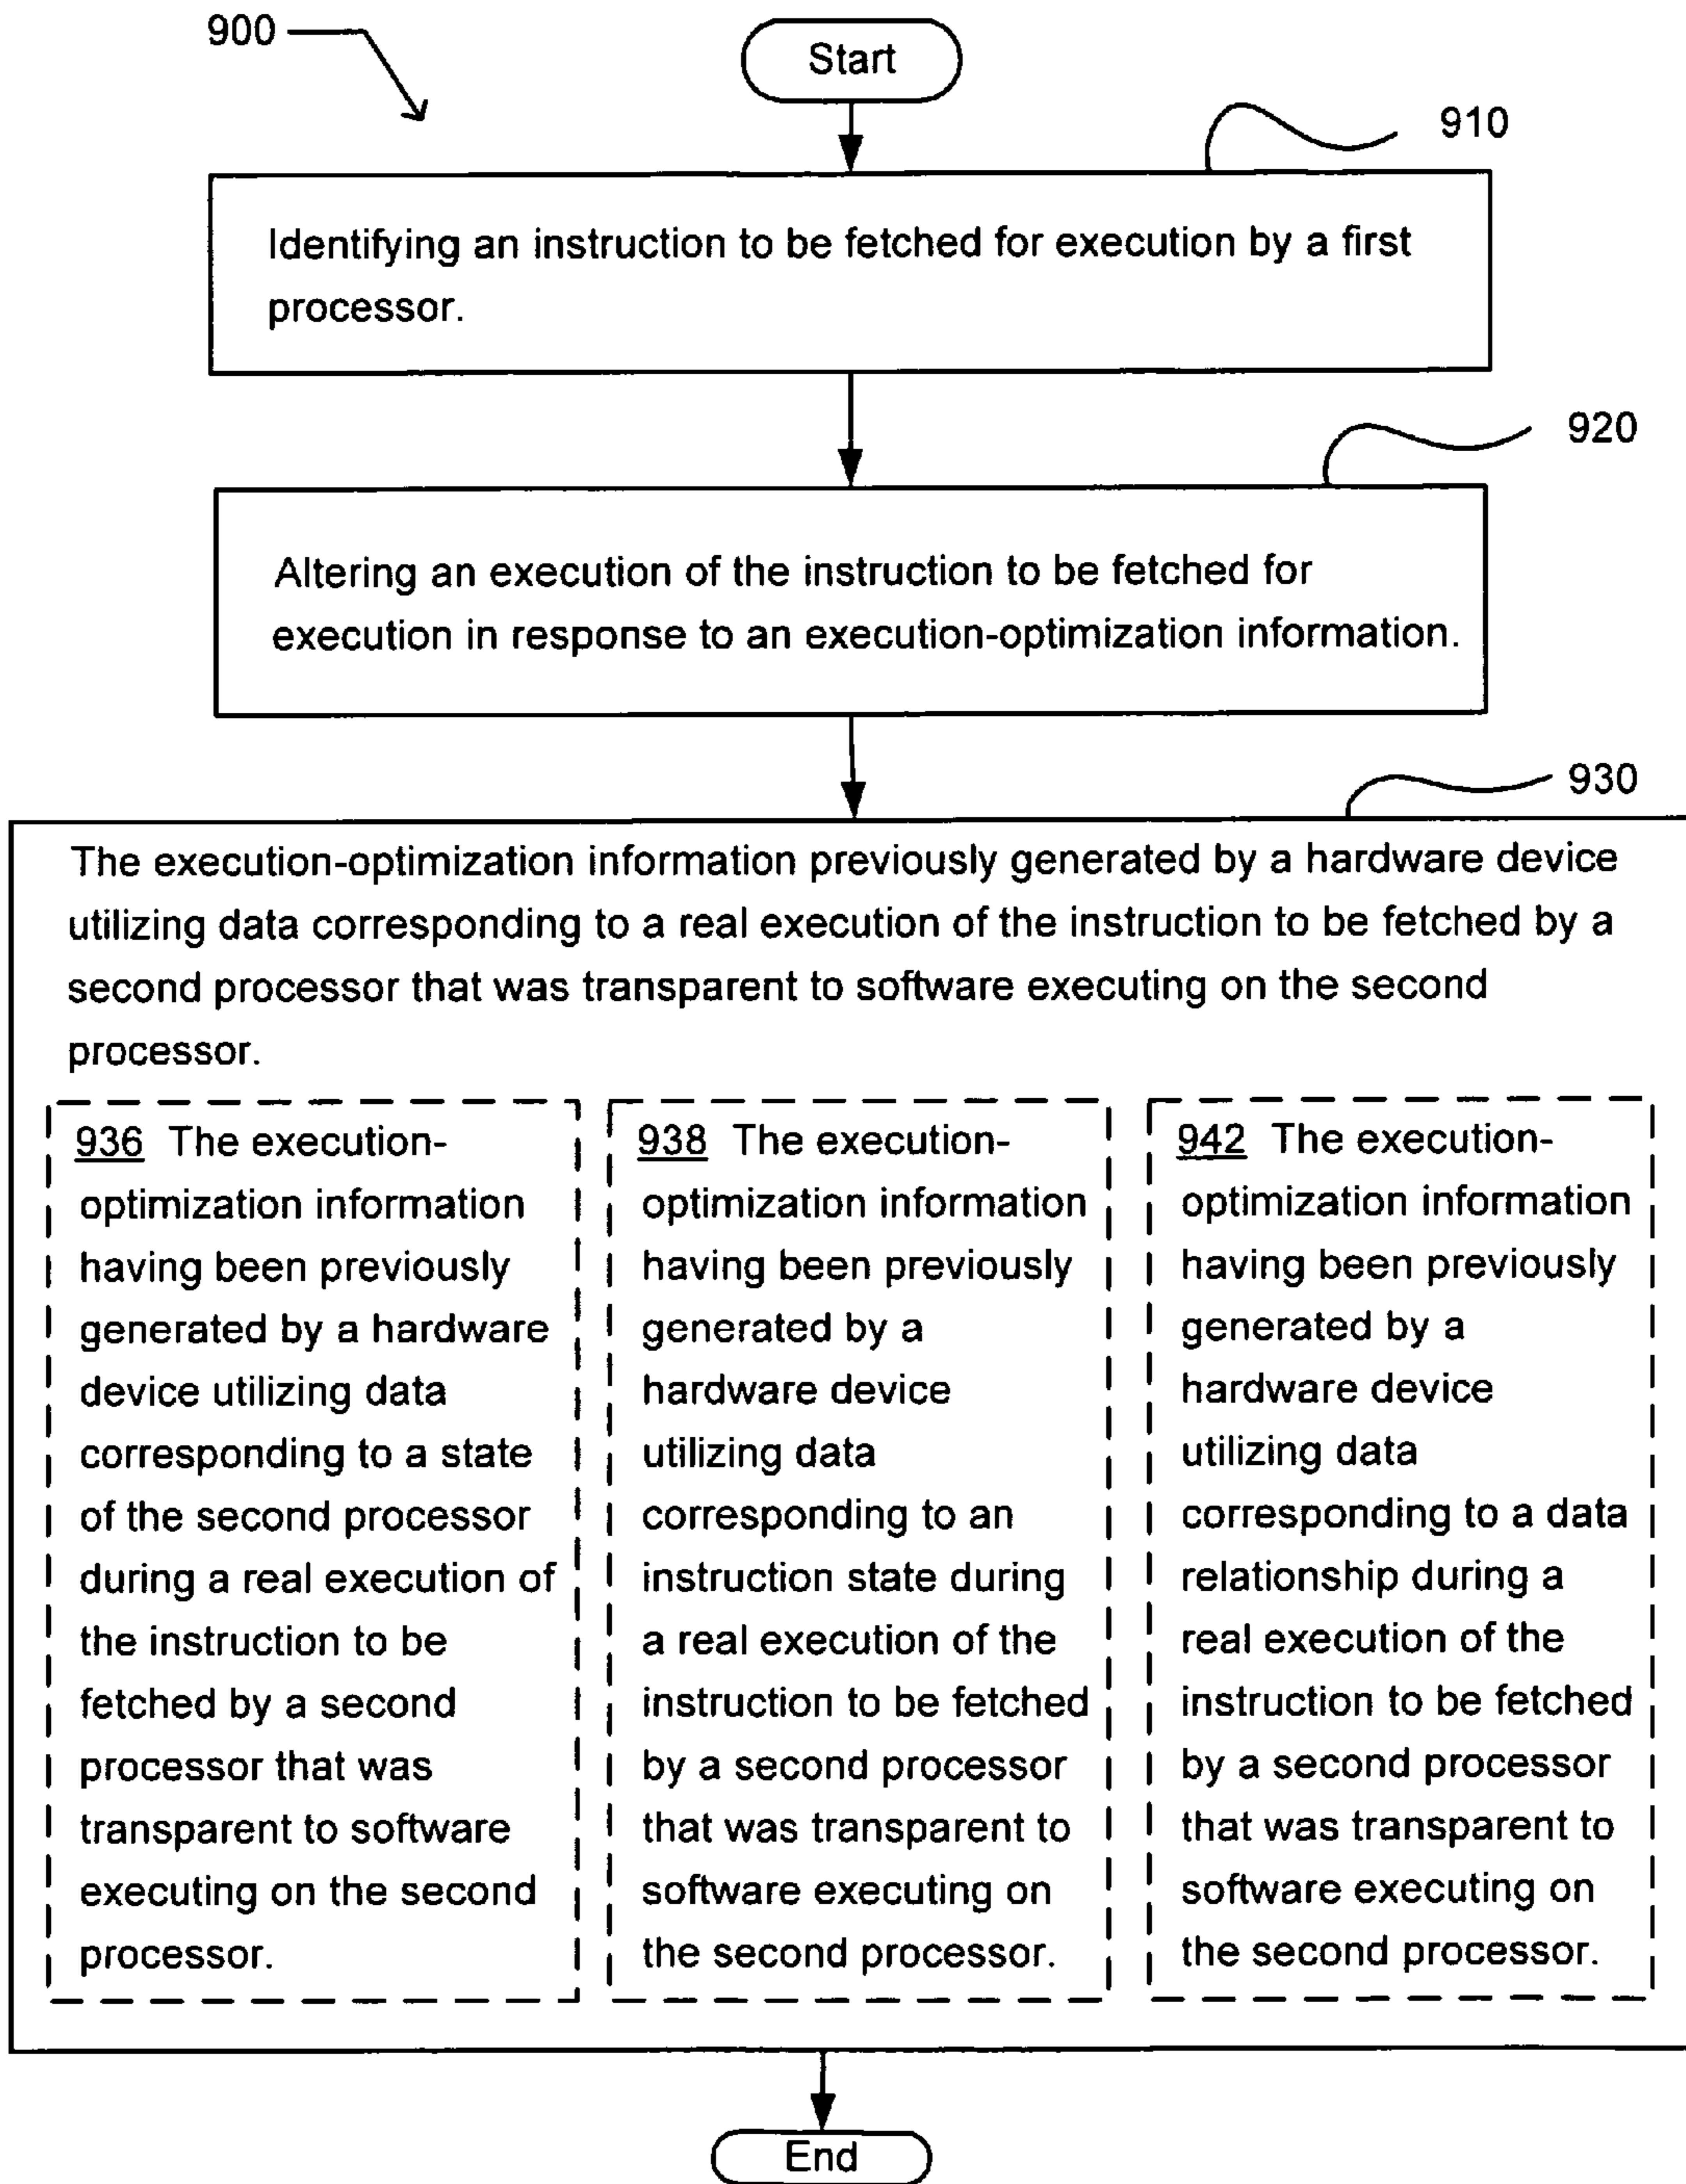 900
Start
910
Identifying an instruction to be fetched for execution by a first
processor.
920
Altering an execution of the instruction to be fetched for
execution in response to an execution-optimization information.
930
The execution-optimization information previously generated by a hardware device
utilizing data corresponding to a real execution of the instruction to be fetched by a
second processor that was transparent to software executing on the second
processor.
936 The execution-
optimization information
having been previously
generated by a hardware
device utilizing data
corresponding to a state
of the second processor
during a real execution of
the instruction to be
fetched by a second
processor that was
transparent to software
executing on the second
processor.
938 The execution-
optimization information
having been previously
generated by a
hardware device
utilizing data
corresponding to an
instruction state during
a real execution of the
instruction to be fetched
by a second processor
that was transparent to
software executing on
the second processor.
942 The execution-
optimization information
having been previously
generated by a
hardware device
utilizing data
corresponding to a data
relationship during a
real execution of the
instruction to be fetched
by a second processor
that was transparent to
software executing on
the second processor.
End